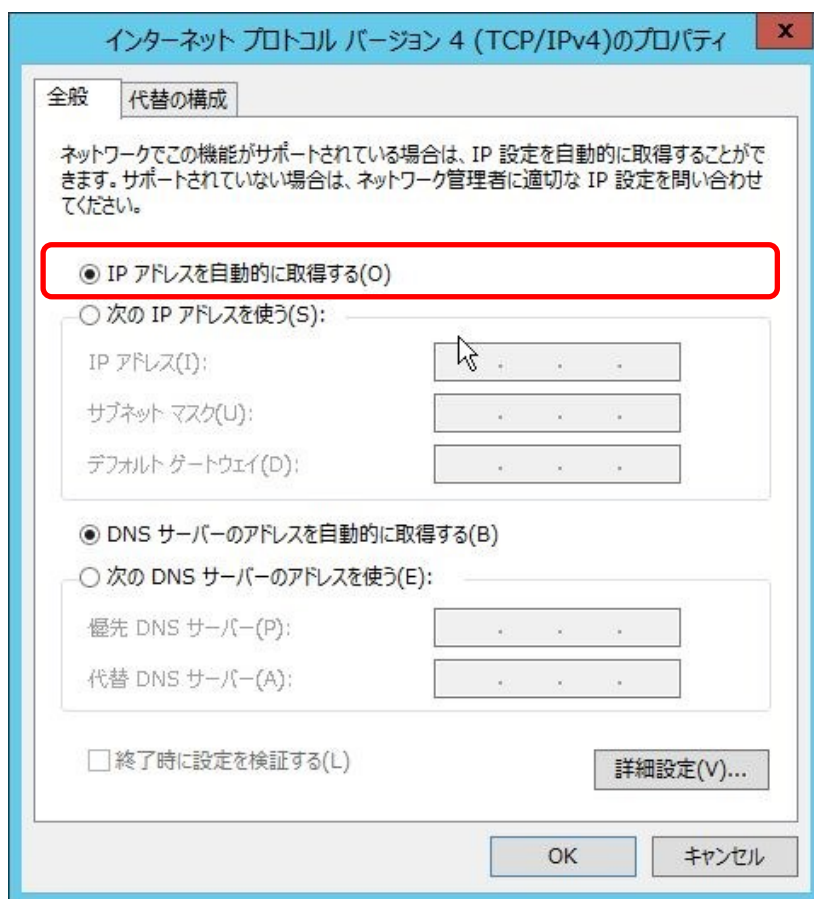 インターネット プロトコル バージョン 4 (TCP/IPv4)のプロパティ
x
全般
代替の構成
ネットワークでこの機能がサポートされている場合は、IP 設定を自動的に取得することがで
きます。サポートされていない場合は、ネットワーク管理者に適切な IP 設定を問い合わせ
てください。
IP アドレスを自動的に取得する(O)
次の IP アドレスを使う(S):
IP アドレス(I):
サブネット マスク(U):
デフォルト ゲートウェイ(D):
DNS サーバーのアドレスを自動的に取得する(B)
次の DNS サーバーのアドレスを使う(E):
優先 DNS サーバー(P):
代替 DNS サーバー(A):
終了時に設定を検証する(L)
詳細設定(V)...
OK
キャンセル